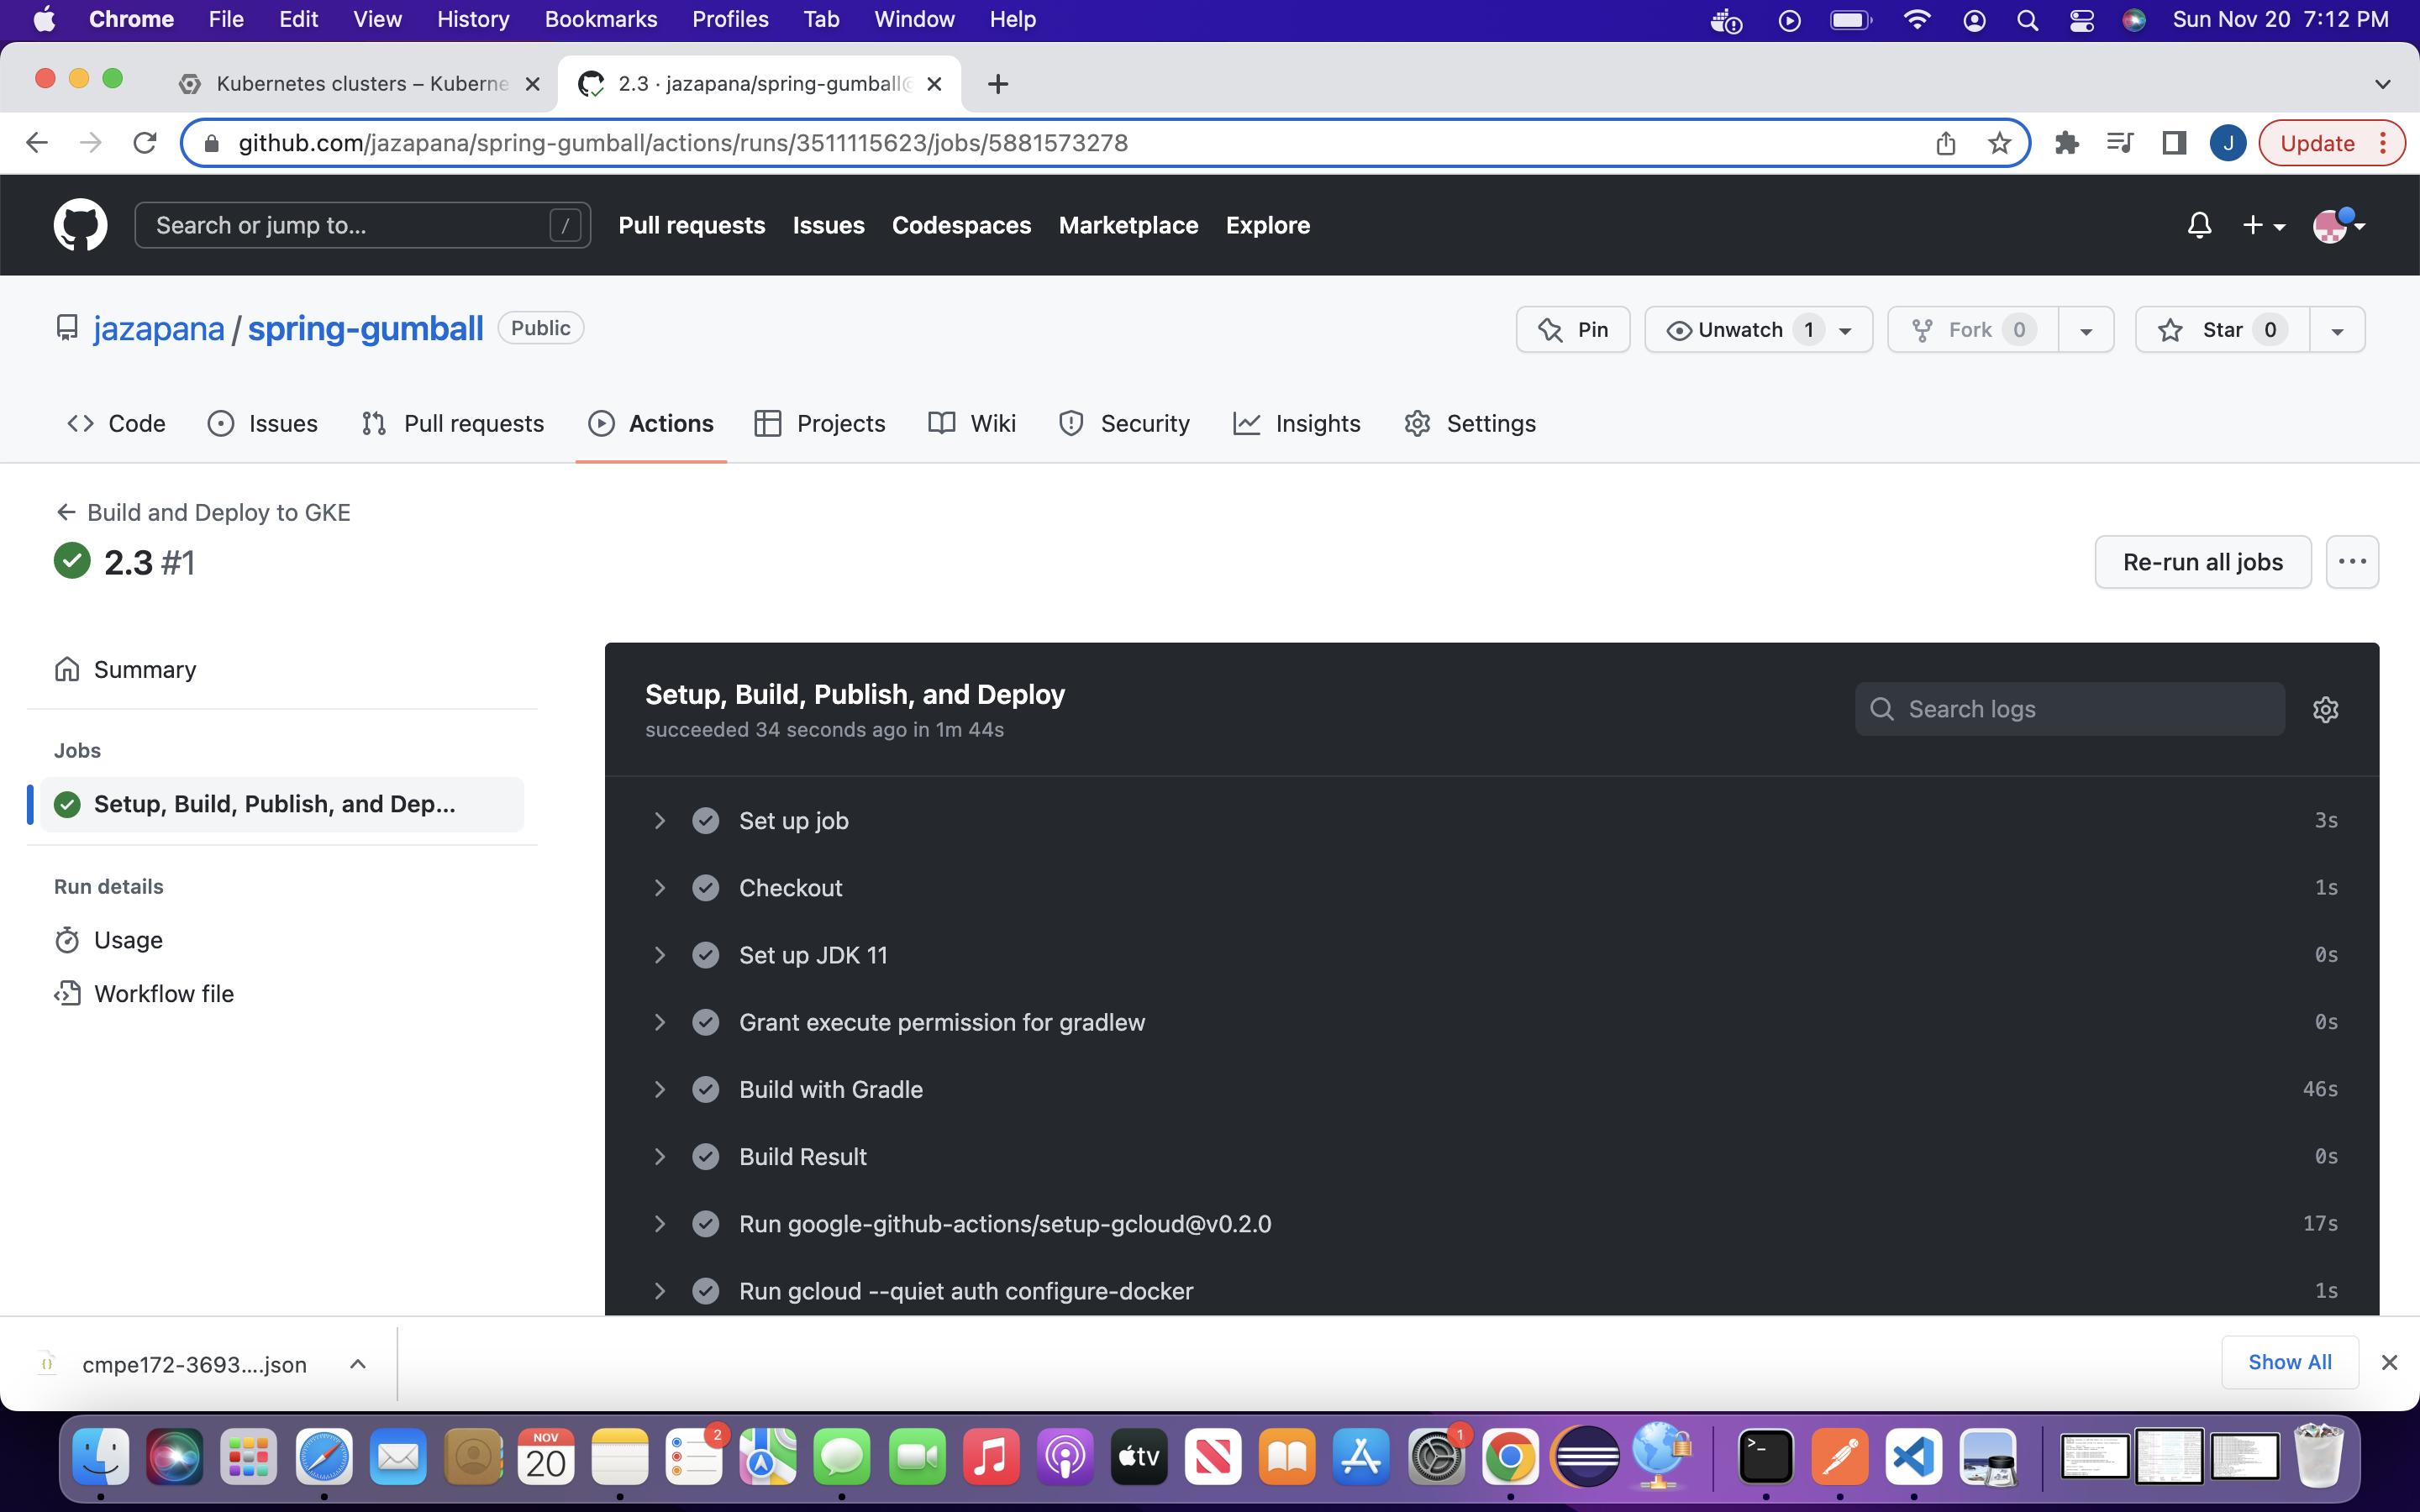 Chrome File Edit View History Bookmarks Profiles Tab Window Help Sun Nov 20 7:12 PM
Kubernetes clusters – Kuberne 2.3 · jazapana/spring-gumball@
github.com/jazapana/spring-gumball/actions/runs/3511115623/jobs/5881573278 J Update
Search or jump to... / Pull requests Issues Codespaces Marketplace Explore
jazapana / spring-gumball Public Pin Unwatch 1 Fork 0 Star 0
Code Issues Pull requests Actions Projects Wiki Security Insights Settings
Build and Deploy to GKE
2.3 #1 Re-run all jobs
Summary
Jobs
Setup, Build, Publish, and Dep...
Run details
Usage
Workflow file
Setup, Build, Publish, and Deploy
succeeded 34 seconds ago in 1m 44s
Search logs
Set up job 3s
Checkout 1s
Set up JDK 11 0s
Grant execute permission for gradlew 0s
Build with Gradle 46s
Build Result 0s
Run google-github-actions/setup-gcloud@v0.2.0 17s
Run gcloud --quiet auth configure-docker 1s
cmpe172-3693....json Show All
NOV
20
2
tv
1